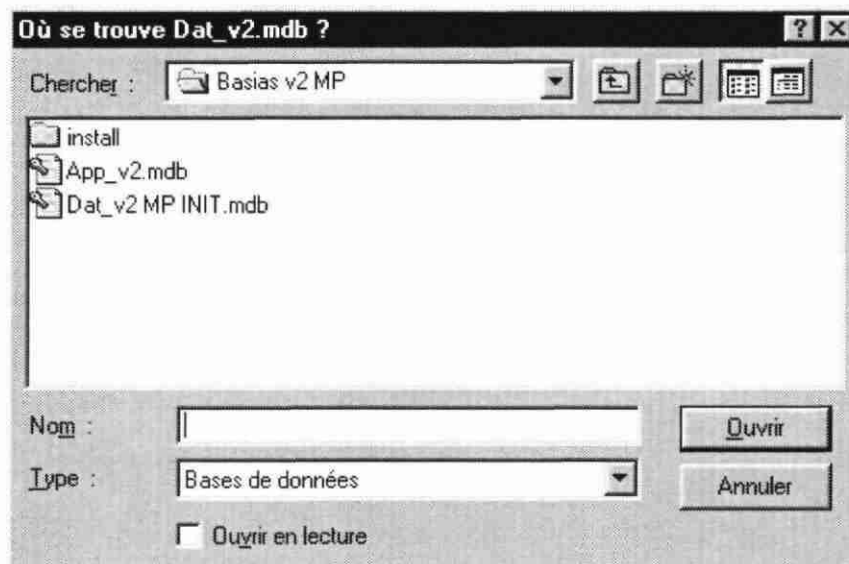 Où se trouve Dat_v2.mdb ?
Chercher : Basias v2 MP
install
App_v2.mdb
Dat_v2 MP INIT.mdb
Nom : Ouvrir
Type : Bases de données Annuler
Ouvrir en lecture